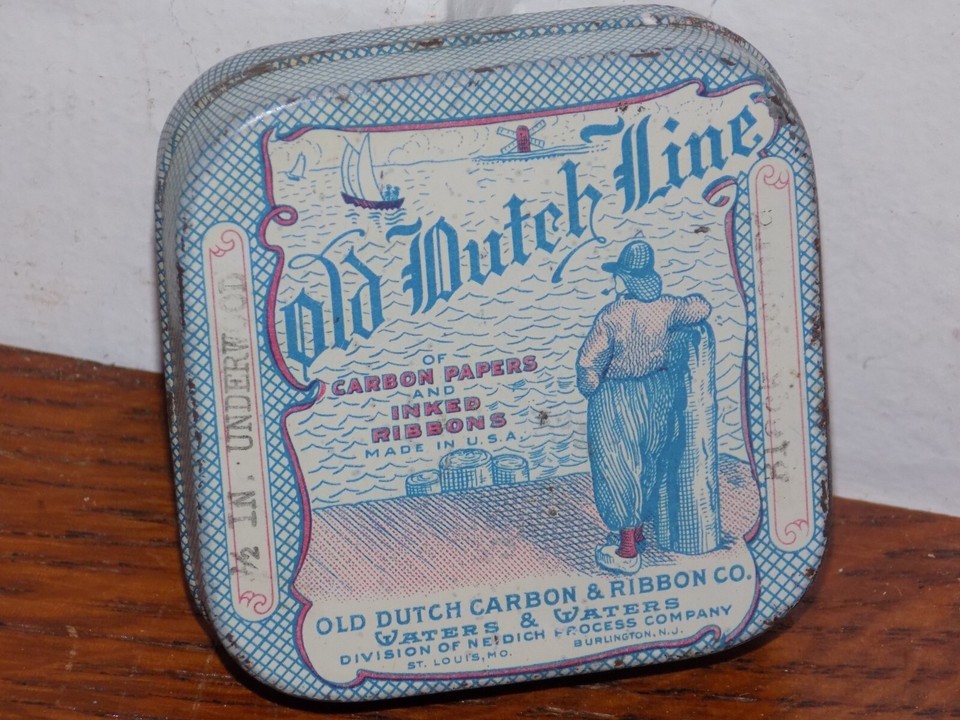 Old Dutch Line
OF
CARBON PAPERS
AND
INKED
RIBBONS
MADE IN U.S.A.
½ IN. UNDERWOOD
OLD DUTCH CARBON & RIBBON CO.
WATERS & WATERS
DIVISION OF NEIDICH PROCESS COMPANY
ST. LOUIS, MO. BURLINGTON, N.J.